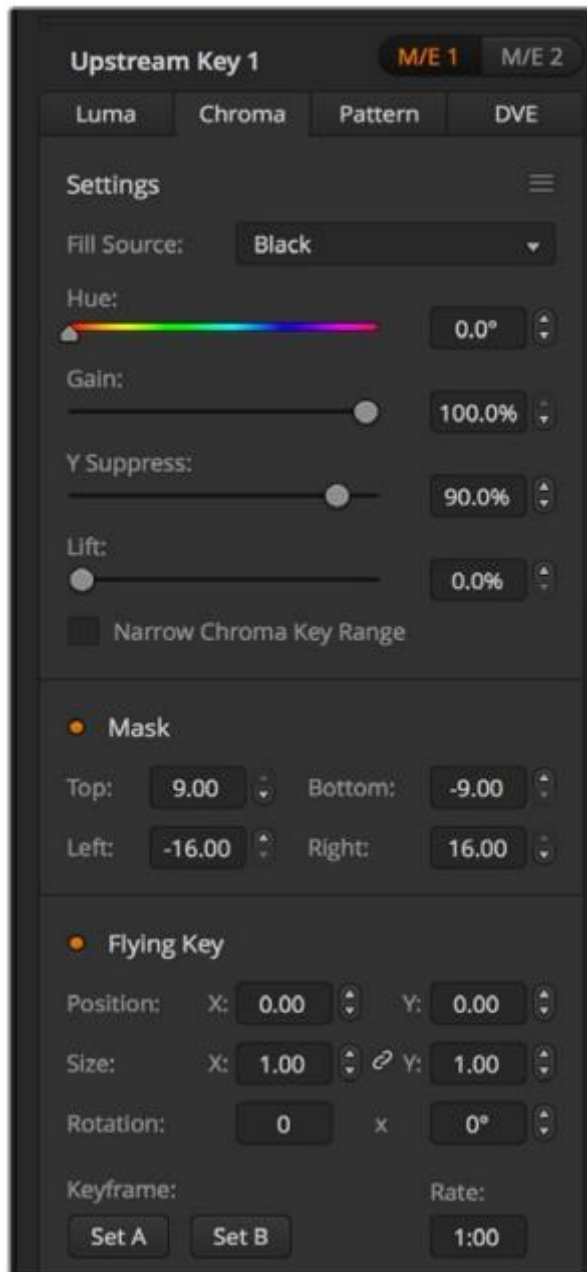 Upstream Key 1 M/E 1 M/E 2
Luma Chroma Pattern DVE
Settings
Fill Source: Black
Hue:
0.0°
Gain:
100.0%
Y Suppress:
90.0%
Lift:
0.0%
Narrow Chroma Key Range
Mask
Top: 9.00 Bottom: -9.00
Left: -16.00 Right: 16.00
Flying Key
Position: X: 0.00 Y: 0.00
Size: X: 1.00 Y: 1.00
Rotation: 0 x 0°
Keyframe: Rate:
Set A Set B 1:00